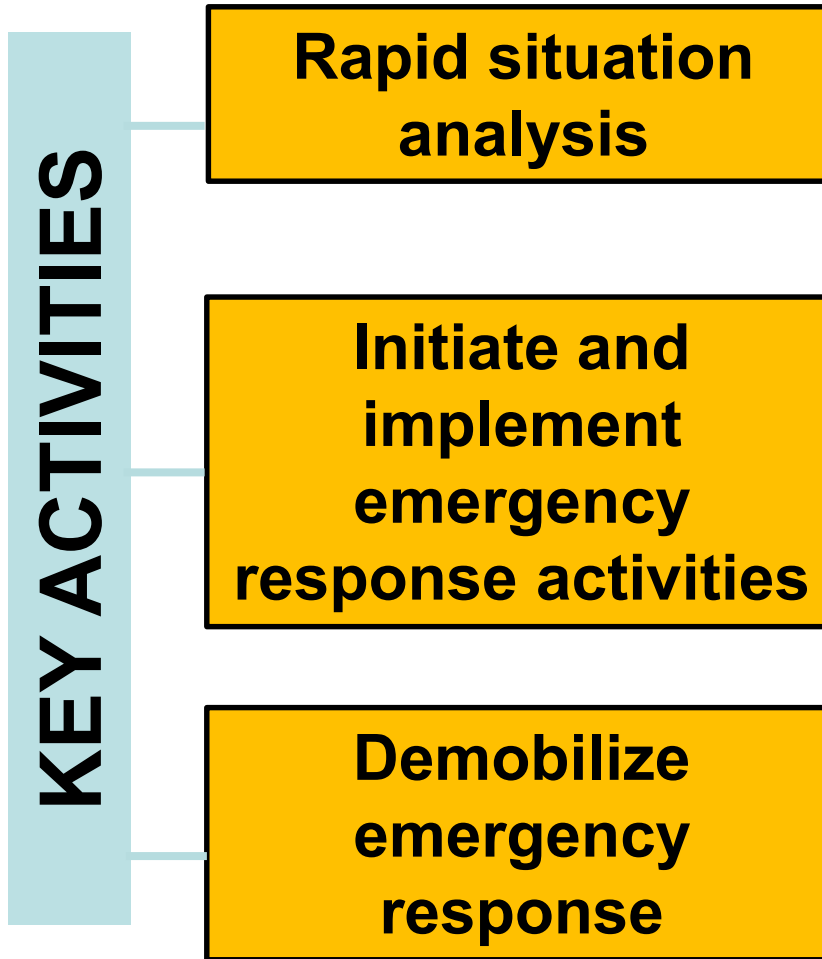 KEY ACTIVITIES
Rapid situation
analysis
Initiate and
implement
emergency
response activities
Demobilize
emergency
response